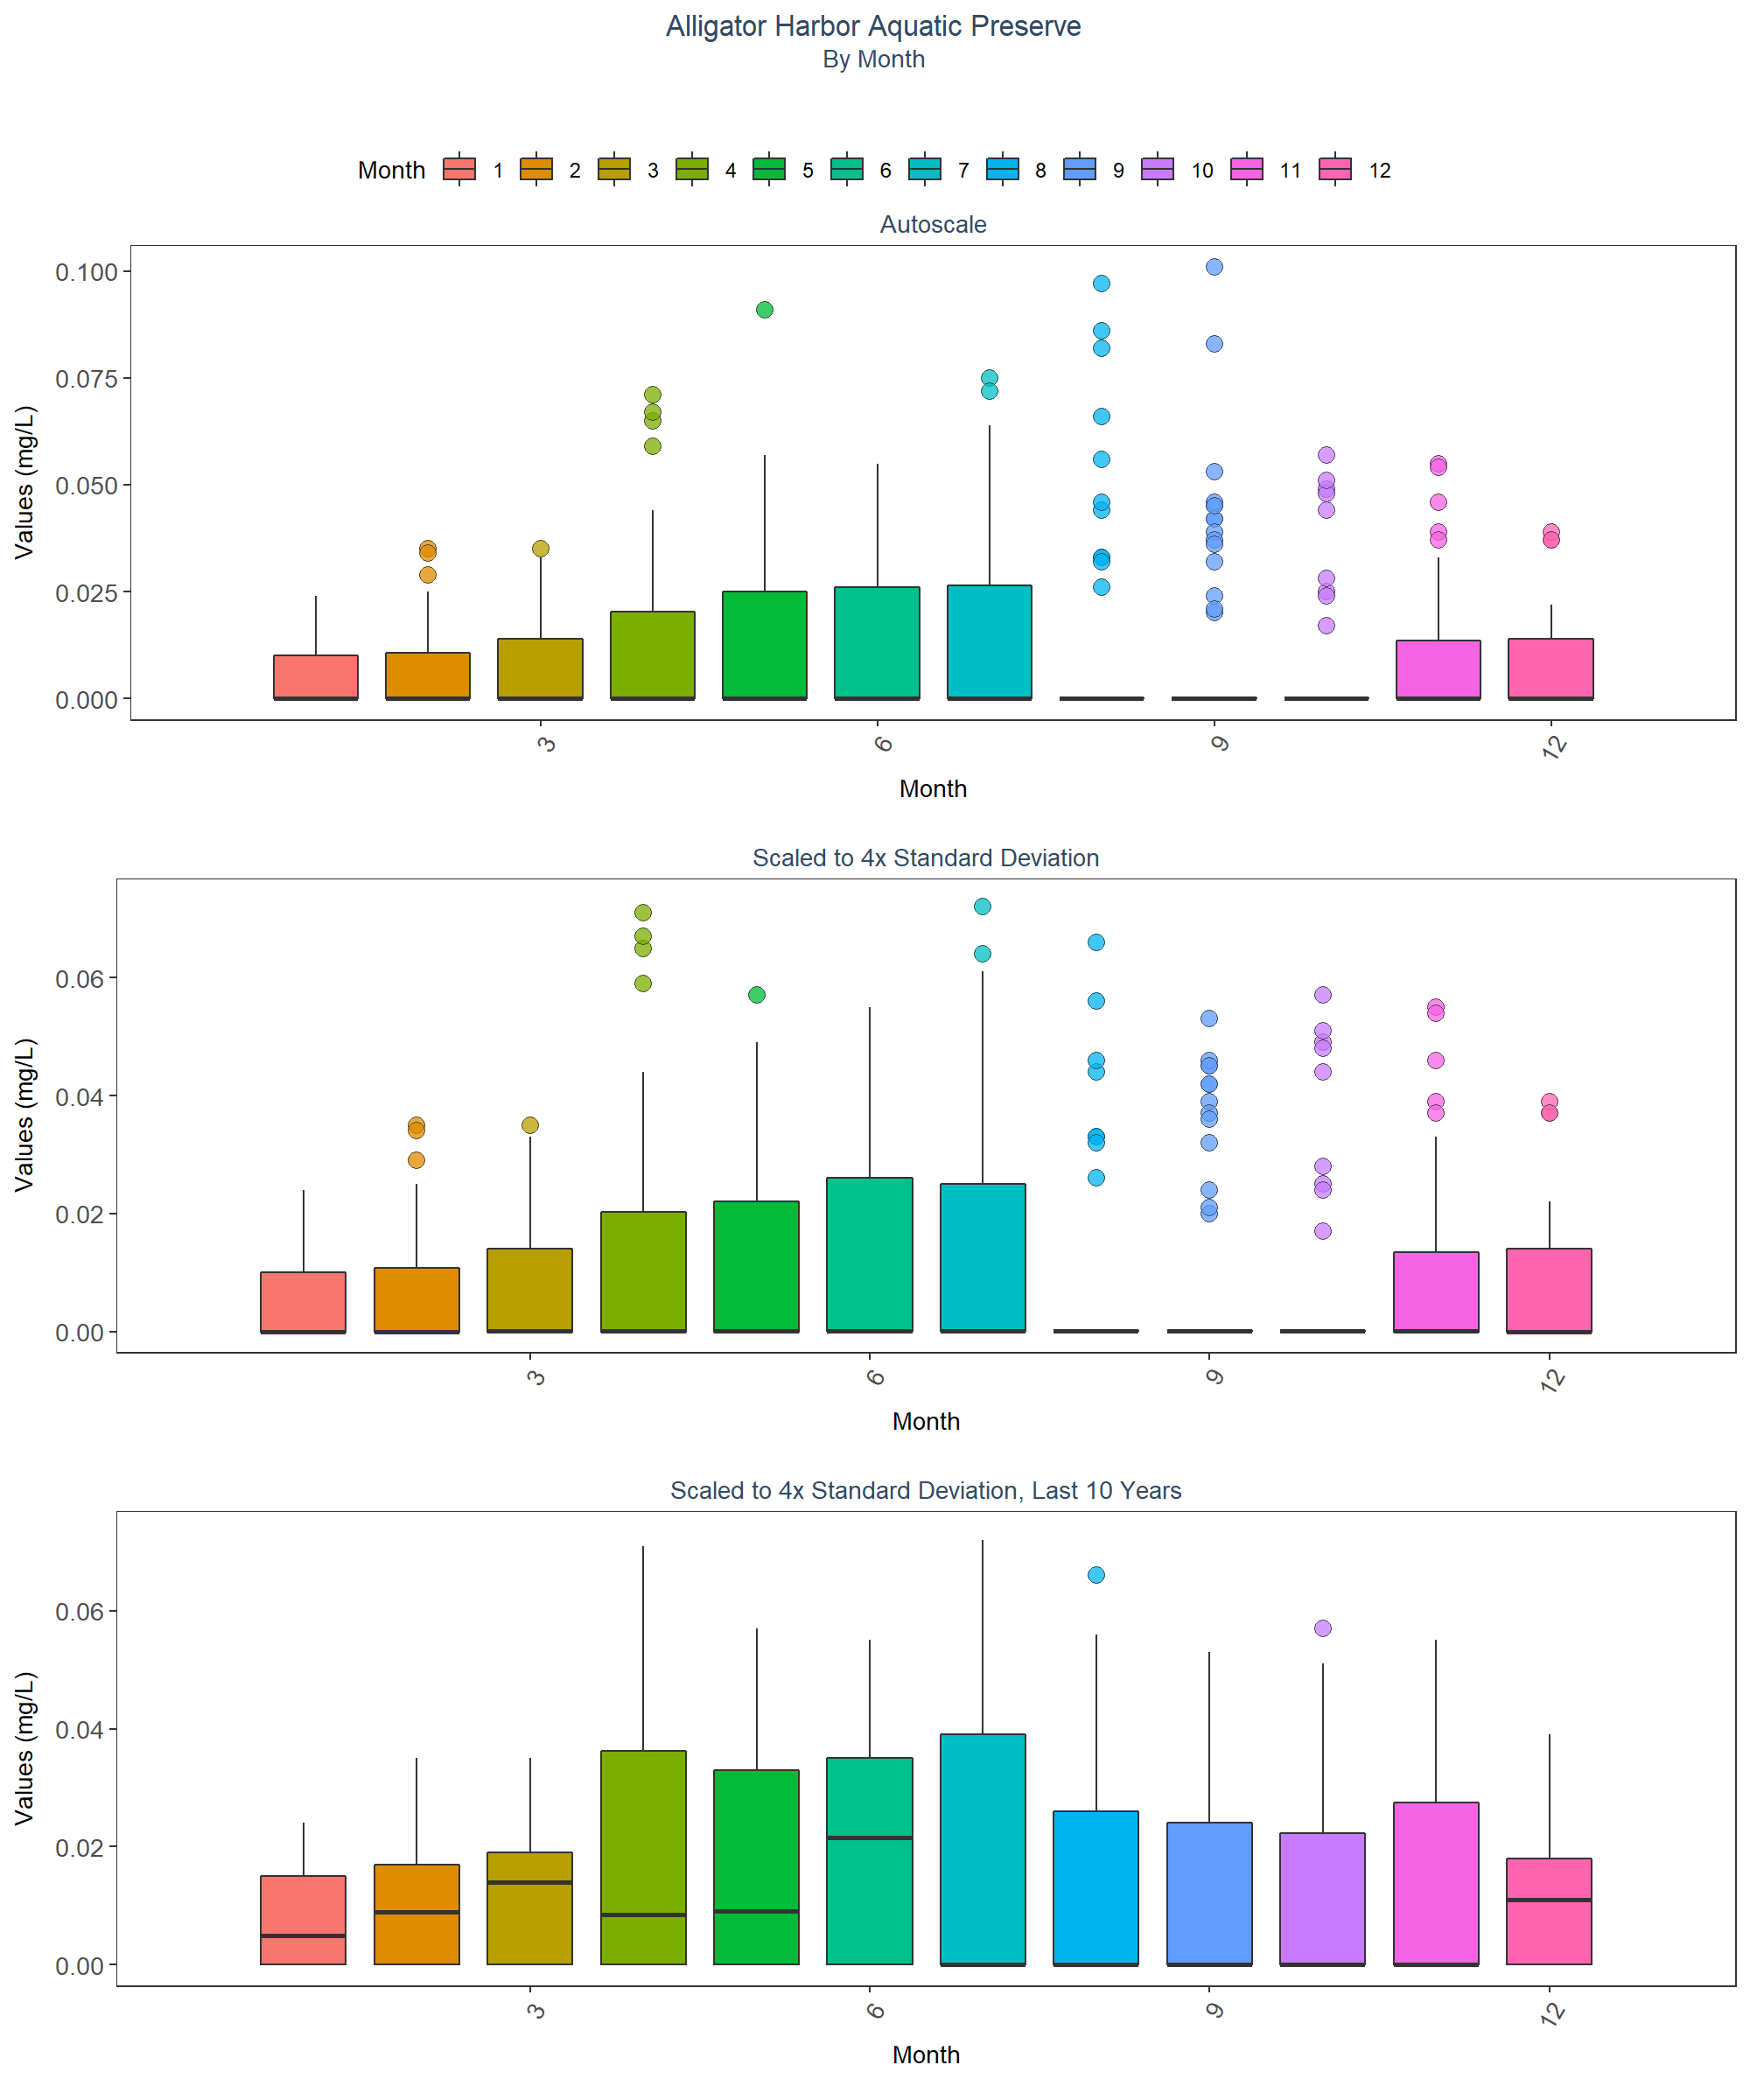 Alligator Harbor Aquatic Preserve
By Month
Month 1 2 3 4 5 6 7 8 9 10 11 12
Autoscale
Values (mg/L)
0.100
0.075
0.050
0.025
0.000
3 6 9 12
Month
Scaled to 4x Standard Deviation
Values (mg/L)
0.06
0.04
0.02
0.00
3 6 9 12
Month
Scaled to 4x Standard Deviation, Last 10 Years
Values (mg/L)
0.06
0.04
0.02
0.00
3 6 9 12
Month